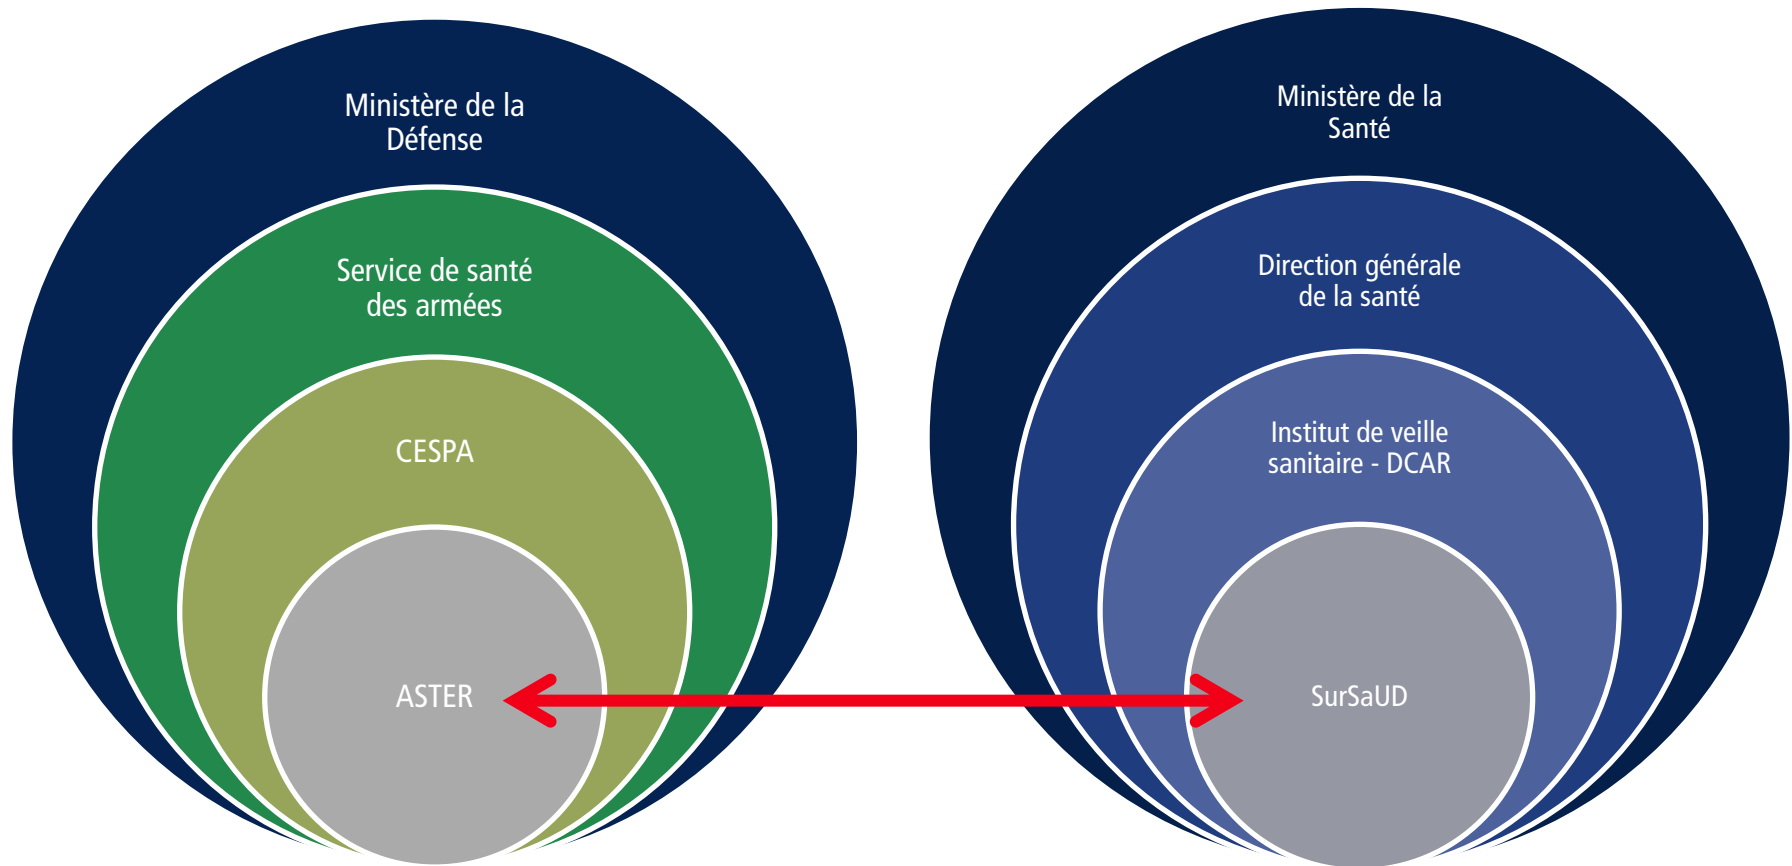 Ministère de la
Défense
Service de santé
des armées
CESPA
ASTER
Ministère de la
Santé
Direction générale
de la santé
Institut de veille
sanitaire - DCAR
SurSaUD